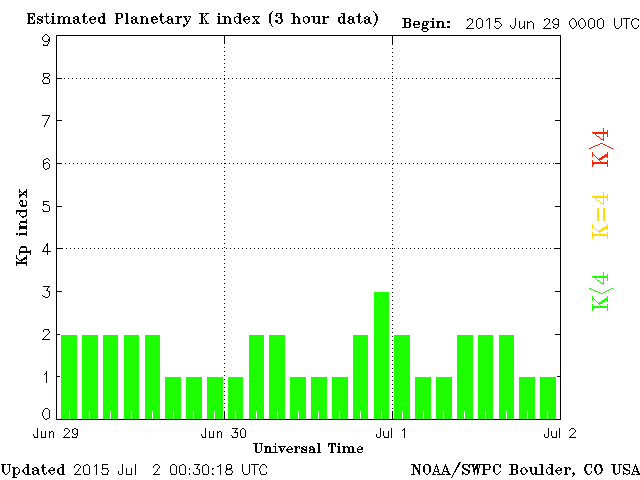 Estimated Planetary K index (3 hour data) Begin: 2015 Jun 29 0000 UTC
9
8
7
6
5
4
3
2
1
0
Kp index
K>4
K=4
K<4
Jun 29 Jun 30 Jul 1 Jul 2
Universal Time
Updated 2015 Jul 2 00:30:18 UTC NOAA/SWPC Boulder, CO USA